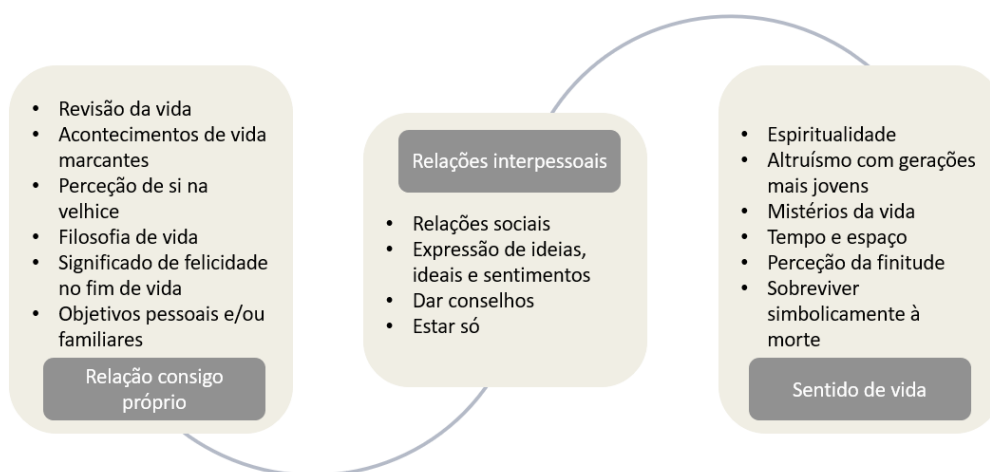 • Revisão da vida
• Acontecimentos de vida
marcantes
• Perceção de si na
velhice
• Filosofia de vida
• Significado de felicidade
no fim de vida
• Objetivos pessoais e/ou
familiares
Relação consigo
próprio
Relações interpessoais
• Relações sociais
• Expressão de ideias,
ideais e sentimentos
• Dar conselhos
• Estar só
• Espiritualidade
• Altruísmo com gerações
mais jovens
• Mistérios da vida
• Tempo e espaço
• Perceção da finitude
• Sobreviver
simbolicamente à
morte
Sentido de vida